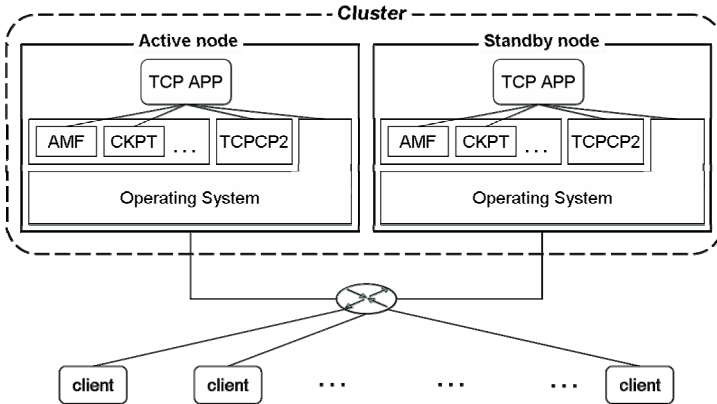 Cluster
Active node
Standby node
TCP APP
TCP APP
AMF CKPT ... TCPCP2
AMF CKPT ... TCPCP2
Operating System
Operating System
client client ... ... ... client